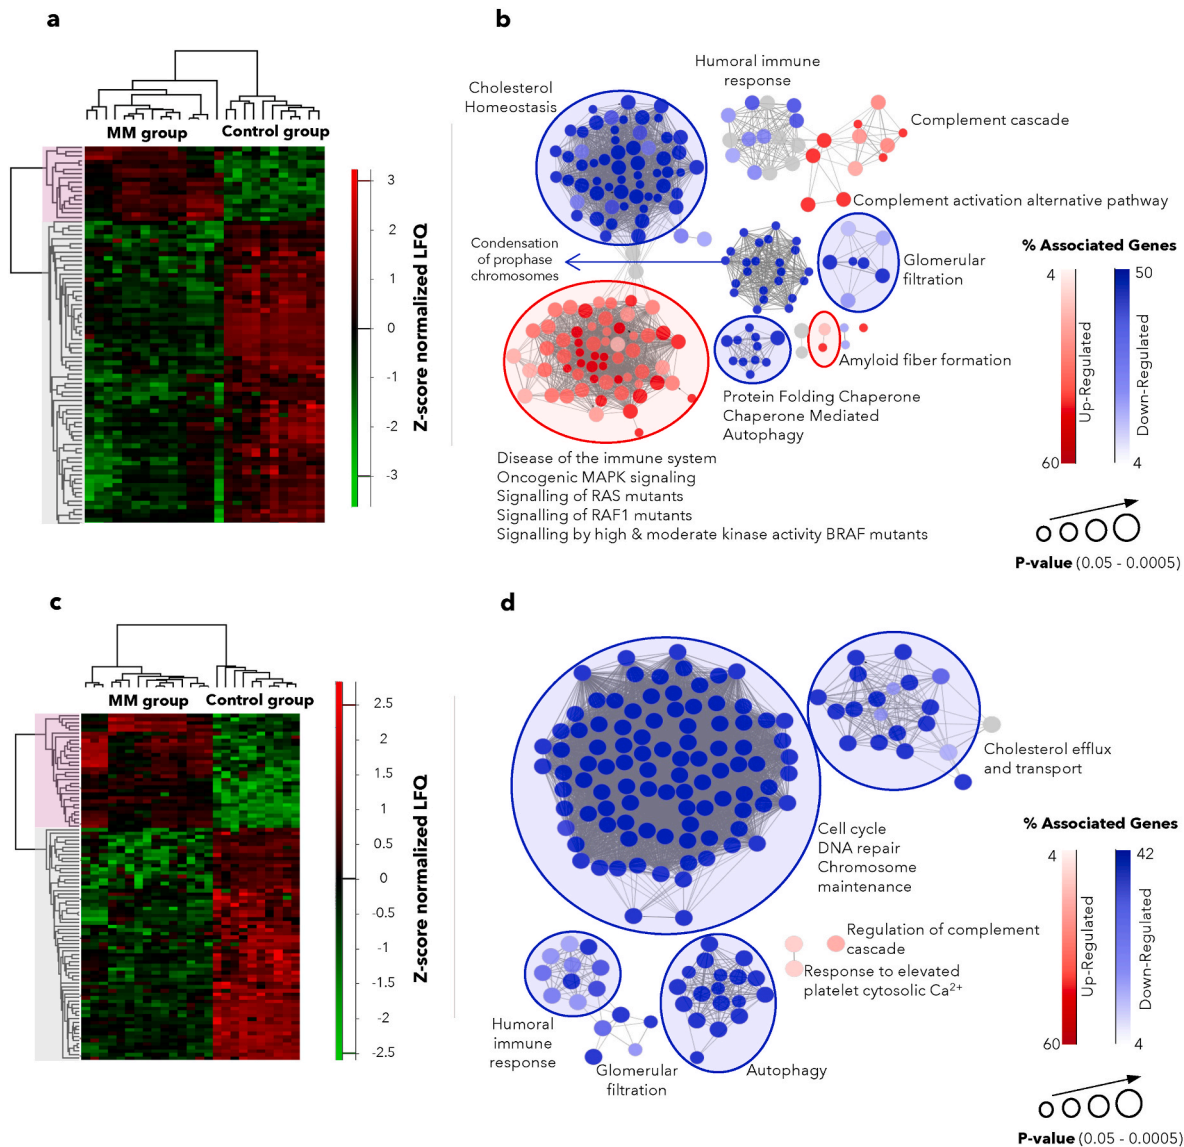 a
MM group
Control group
3
2
1
0
-1
-2
-3
Z-score normalized LFQ
b
Cholesterol
Homeostasis
Humoral immune
response
Complement cascade
Complement activation alternative pathway
Condensation
of prophase
chromosomes
Glomerular
filtration
Amyloid fiber formation
Protein Folding Chaperone
Chaperone Mediated
Autophagy
Disease of the immune system
Oncogenic MAPK signaling
Signalling of RAS mutants
Signalling of RAF1 mutants
Signalling by high & moderate kinase activity BRAF mutants
% Associated Genes
4
60
Up-Regulated
50
4
Down-Regulated
P-value (0.05 - 0.0005)
c
MM group
Control group
2.5
2
1.5
1
0.5
0
-0.5
-1
-1.5
-2
-2.5
Z-score normalized LFQ
d
Cholesterol efflux
and transport
Cell cycle
DNA repair
Chromosome
maintenance
Regulation of complement
cascade
Response to elevated
platelet cytosolic Ca²⁺
Humoral
immune
response
Glomerular
filtration
Autophagy
% Associated Genes
4
60
Up-Regulated
42
4
Down-Regulated
P-value (0.05 - 0.0005)